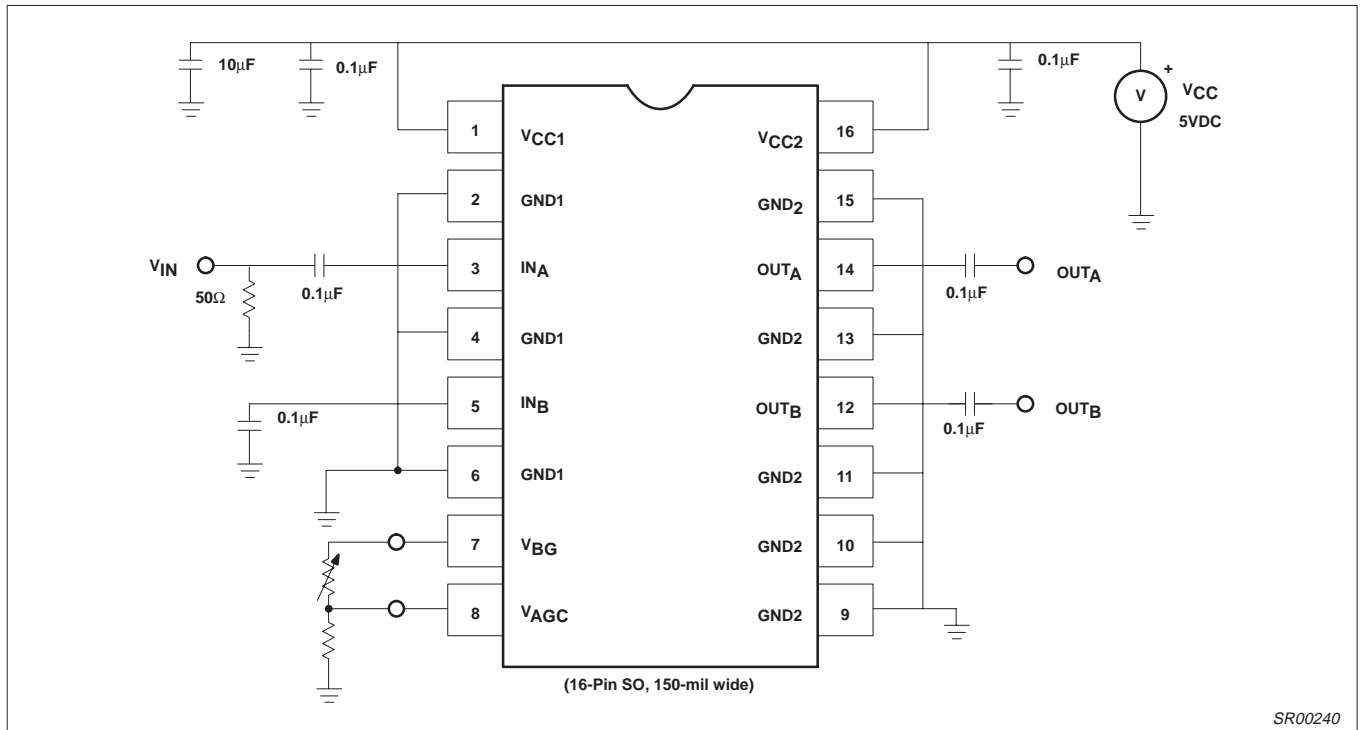 10μF
0.1μF
0.1μF
+
V
VCC
5VDC
1
VCC1
VCC2
16
2
GND1
GND2
15
VIN
50Ω
0.1μF
3
INA
OUTA
14
0.1μF
OUTA
4
GND1
GND2
13
0.1μF
5
INB
OUTB
12
0.1μF
OUTB
6
GND1
GND2
11
7
VBG
GND2
10
8
VAGC
GND2
9
(16-Pin SO, 150-mil wide)
SR00240